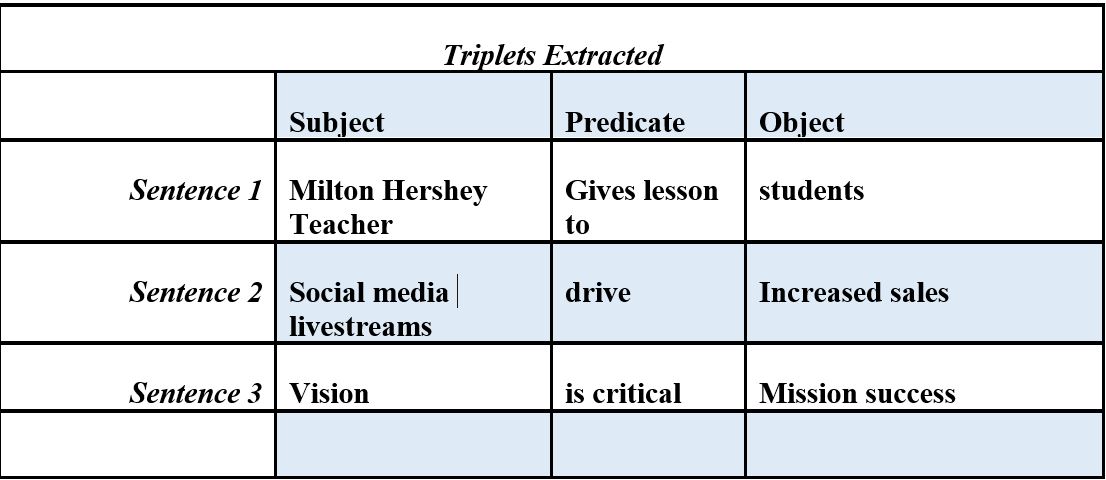 Triplets Extracted
Subject Predicate Object
Sentence 1 Milton Hershey Gives lesson students
Teacher to
Sentence 2 Social media drive Increased sales
livestreams
Sentence 3 Vision is critical Mission success